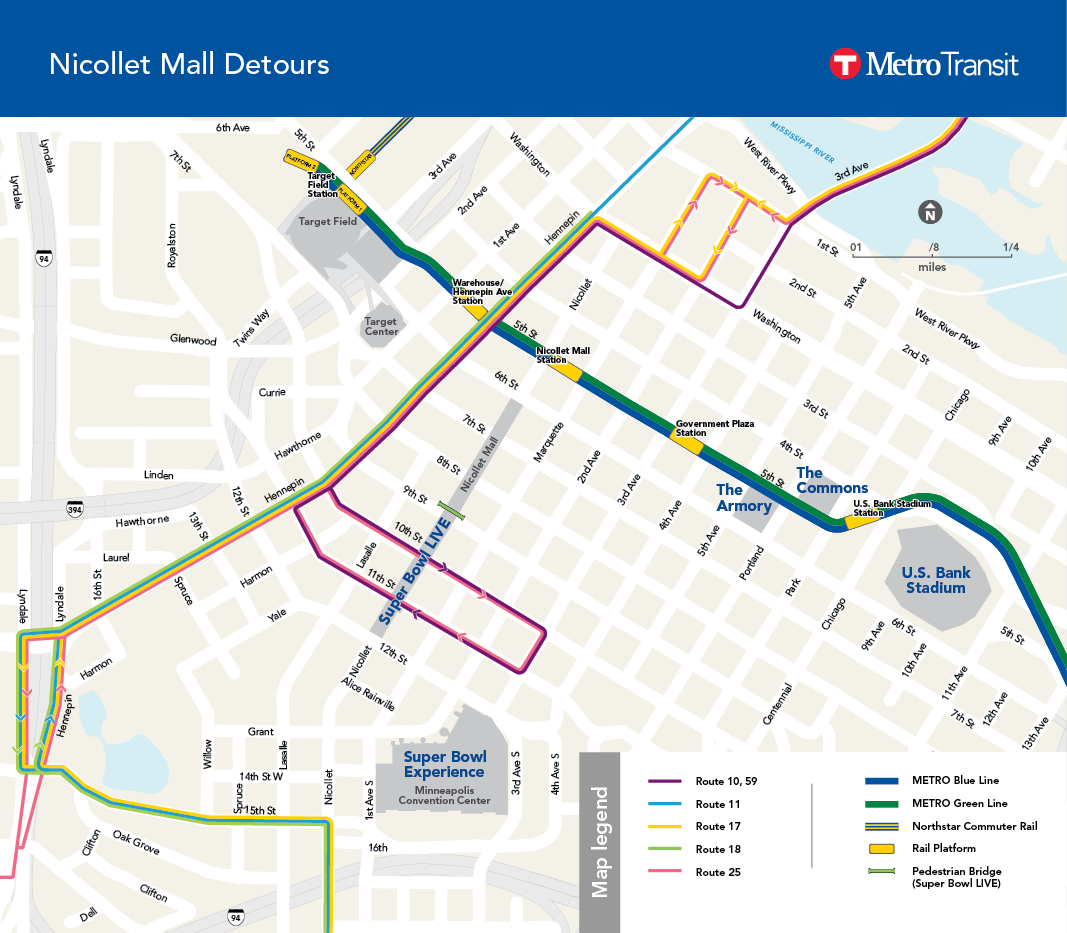 Nicollet Mall Detours
T MetroTransit
6th Ave
5th St
7th St
Lyndale
Lyndale
PLATFORM 2
NORTHSTAR
PLATFORM 1
Target
Field
Station
Target Field
3rd Ave
2nd Ave
1st Ave
Washington
Hennepin
MISSISSIPPI RIVER
West River Pkwy
3rd Ave
N
01
/8
1/4
miles
94
Royalston
1st St
2nd St
5th Ave
West River Pkwy
Warehouse/
Hennepin Ave
Station
Nicollet
Washington
2nd St
Glenwood
Twins Way
Target
Center
5th St
Nicollet Mall
Station
6th St
Currie
Chicago
3rd St
9th Ave
10th Ave
Hawthorne
7th St
Nicollet Mall
Marquette
Government Plaza
Station
4th St
5th St
The
Commons
The
Armory
U.S. Bank Stadium
Station
Linden
Hennepin
12th St
8th St
9th St
2nd Ave
3rd Ave
4th Ave
5th Ave
394
Hawthorne
13th St
10th St
Super Bowl LIVE
Laurel
16th St
Spruce
Harmon
Lasalle
11th St
Portland
Park
Chicago
U.S. Bank
Stadium
Lyndale
Lyndale
Yale
6th St
9th Ave
10th Ave
5th St
Harmon
Nicollet
12th St
Alice Rainville
11th Ave
7th St
12th Ave
13th Ave
Centennial
Hennepin
Grant
Willow
Lasalle
14th St W
Spruce
15th St
Nicollet
1st Ave S
Super Bowl
Experience
Minneapolis
Convention Center
3rd Ave S
4th Ave S
Clifton
Oak Grove
16th
Clifton
Dell
94
Map legend
Route 10, 59
Route 11
Route 17
Route 18
Route 25
METRO Blue Line
METRO Green Line
Northstar Commuter Rail
Rail Platform
Pedestrian Bridge
(Super Bowl LIVE)